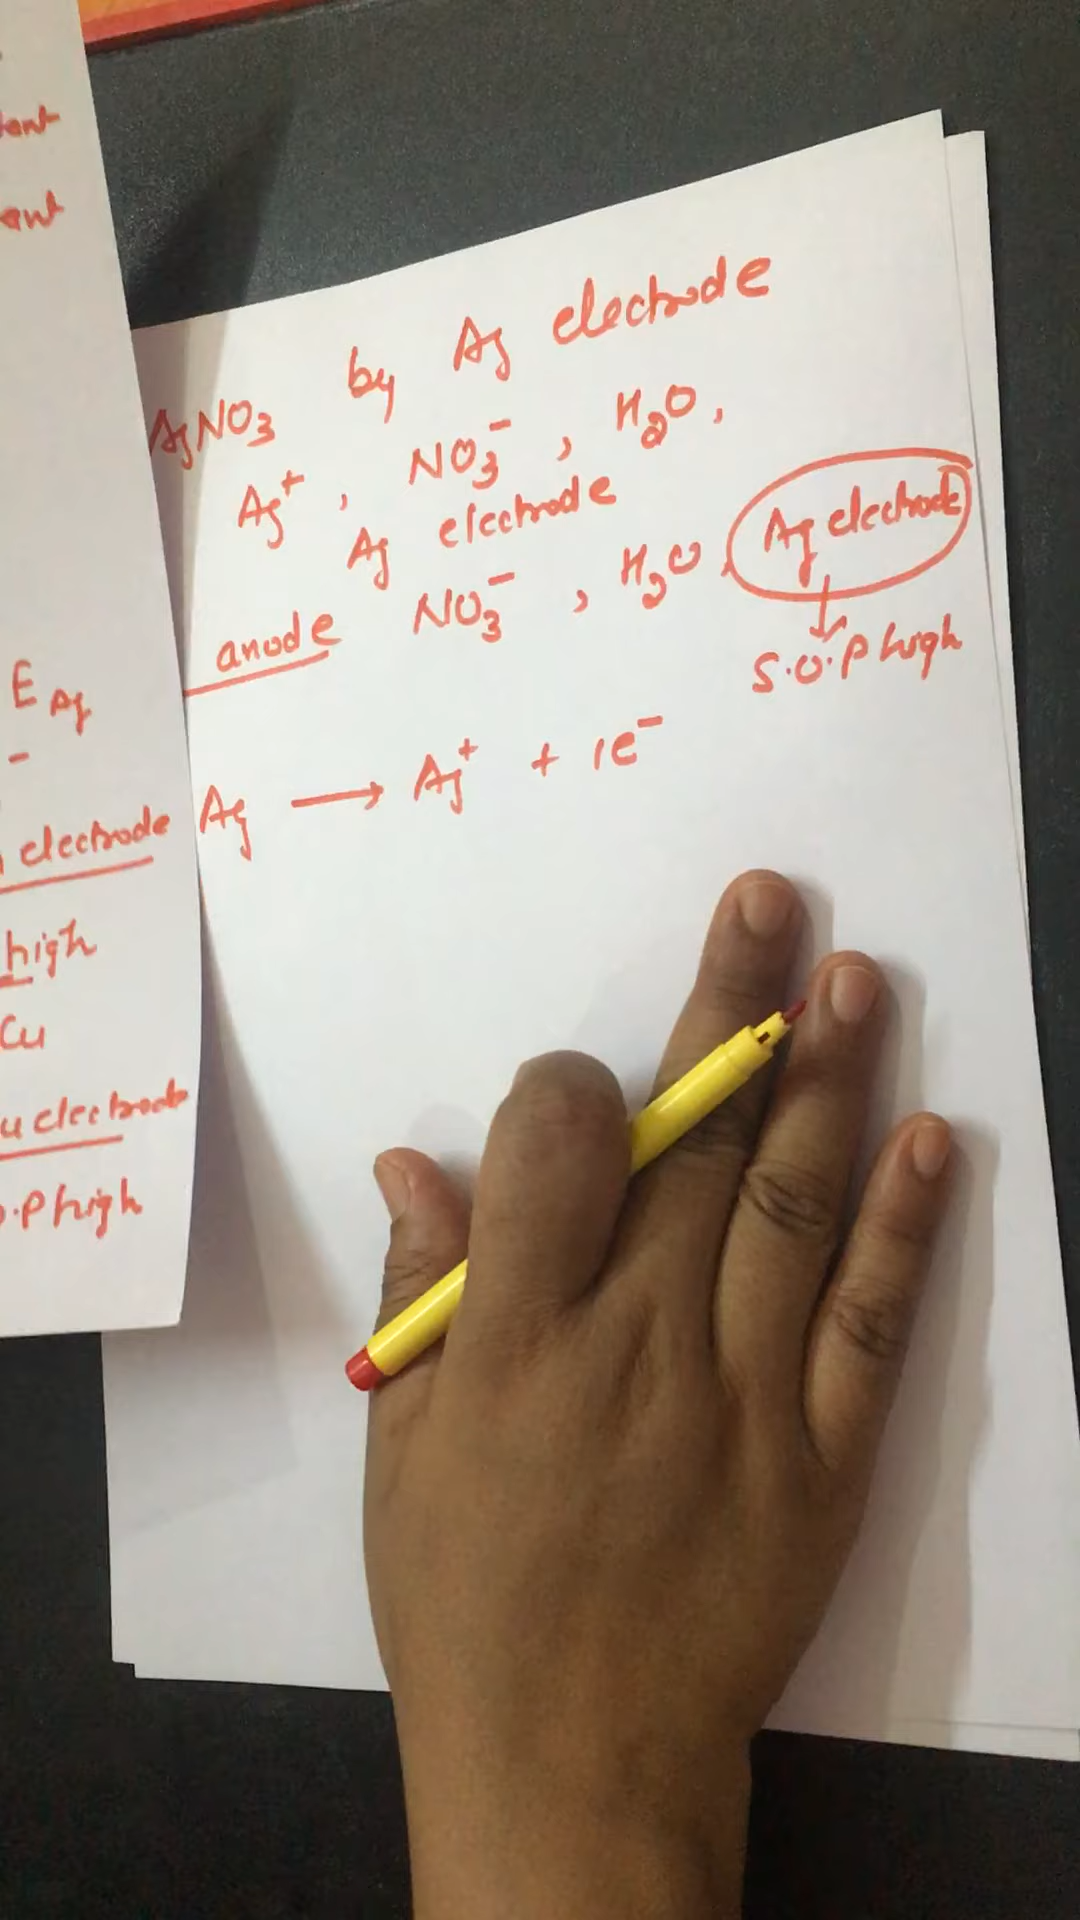 AgNO3 by Ag electrode
Ag+, NO3-, H2O,
Ag electrode
anode NO3-, H2O, Ag electrode
↓
S.O.P high
Ag → Ag+ + 1e-
E Ag
-
electrode
high
Cu
u electrode
.P high